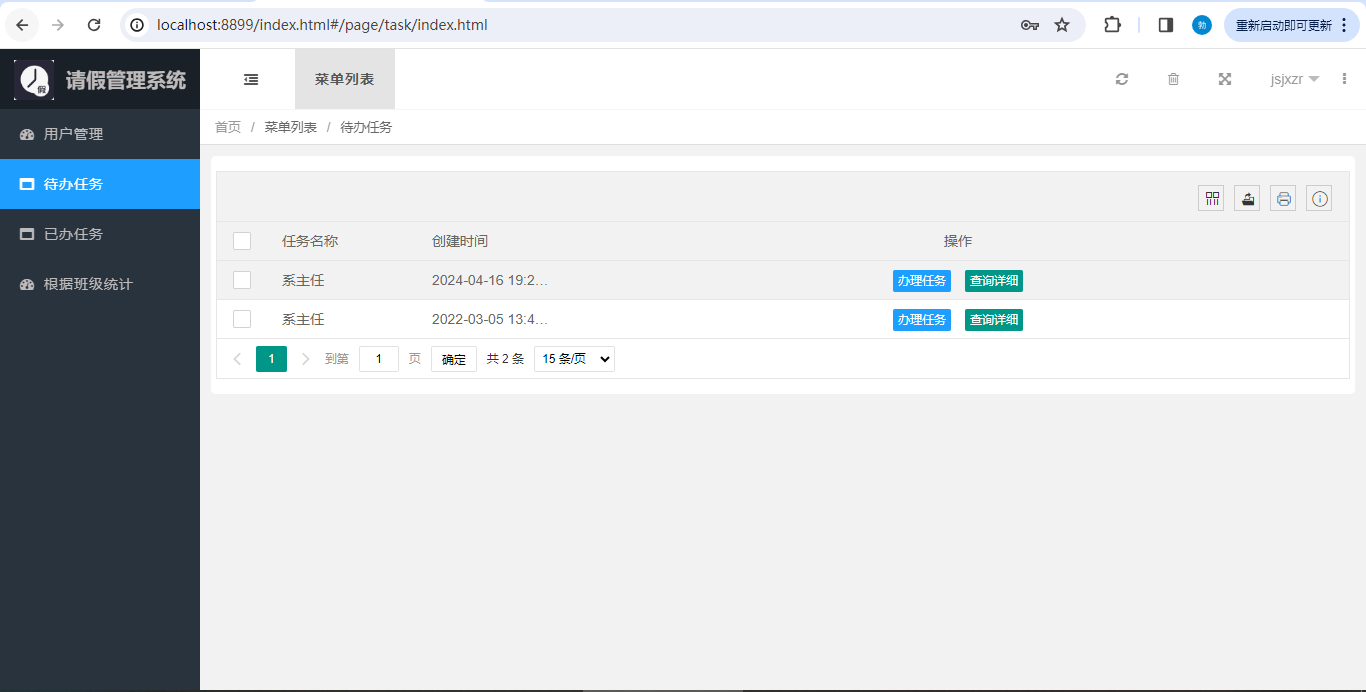 localhost:8899/index.html#/page/task/index.html
勃
重新启动即可更新
假
请假管理系统
菜单列表
jsjxzr
用户管理
首页 / 菜单列表 / 待办任务
待办任务
已办任务
根据班级统计
任务名称 创建时间 操作
系主任 2024-04-16 19:2... 办理任务 查询详细
系主任 2022-03-05 13:4... 办理任务 查询详细
1 到第 1 页 确定 共 2 条 15 条/页